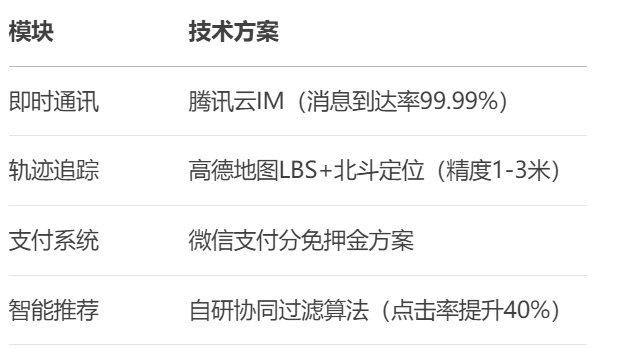 模块 技术方案
即时通讯 腾讯云IM（消息到达率99.99%）
轨迹追踪 高德地图LBS+北斗定位（精度1-3米）
支付系统 微信支付分免押金方案
智能推荐 自研协同过滤算法（点击率提升40%）